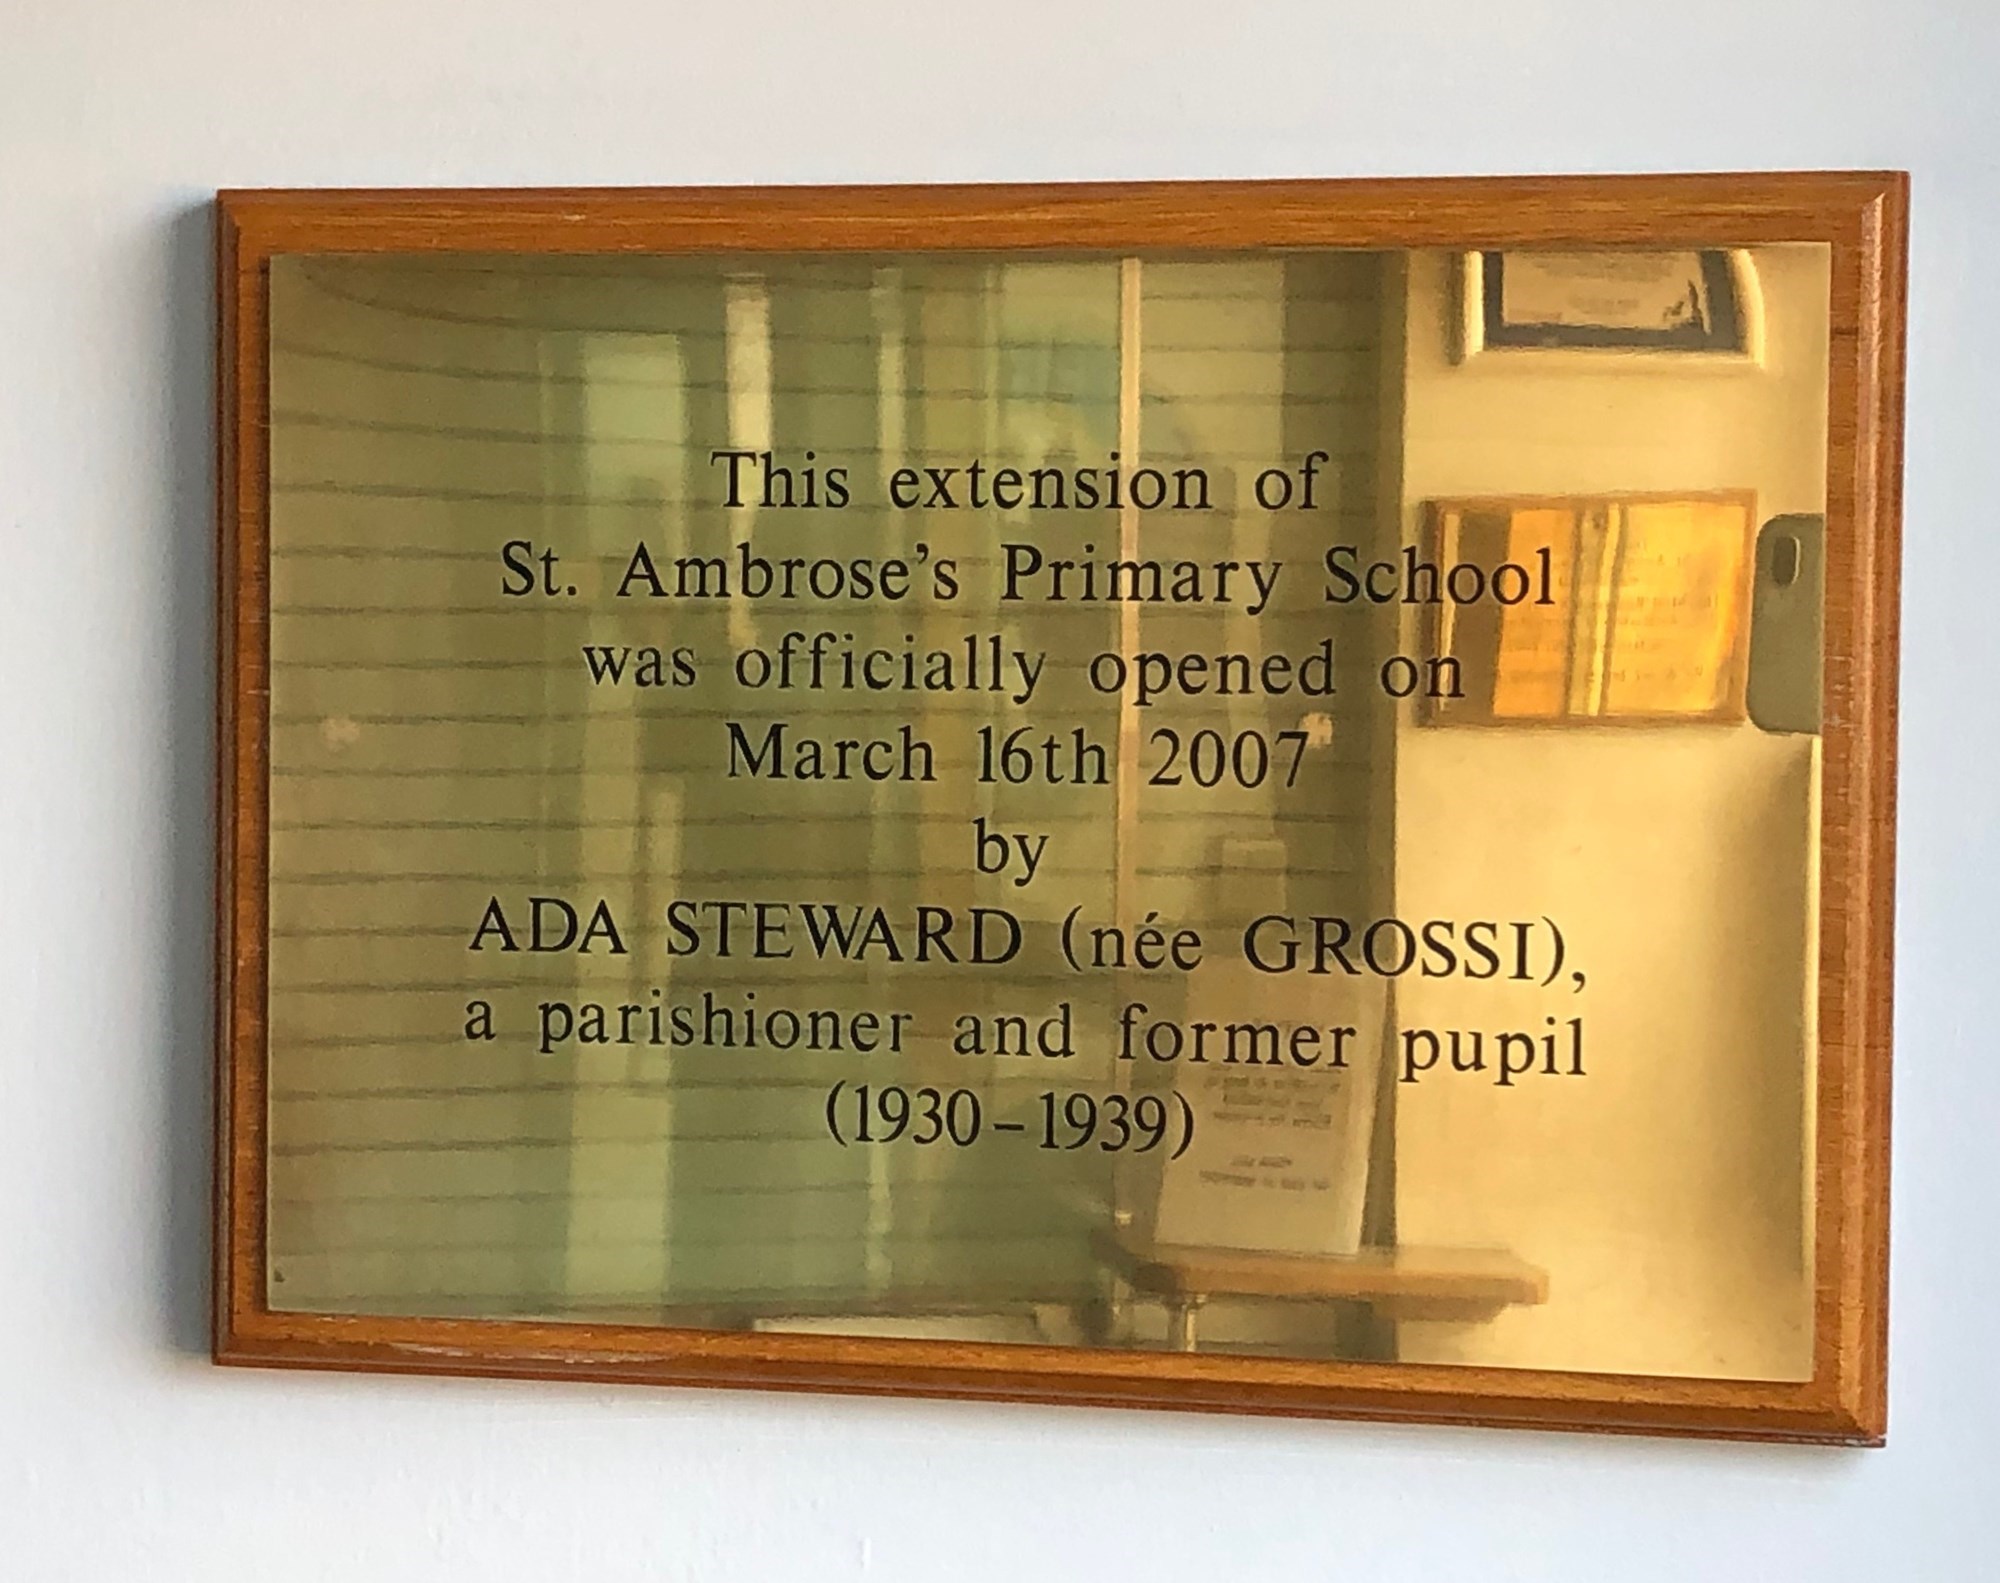 This extension of
St. Ambrose's Primary School
was officially opened on
March 16th 2007
by
ADA STEWARD (née GROSSI),
a parishioner and former pupil
(1930–1939)